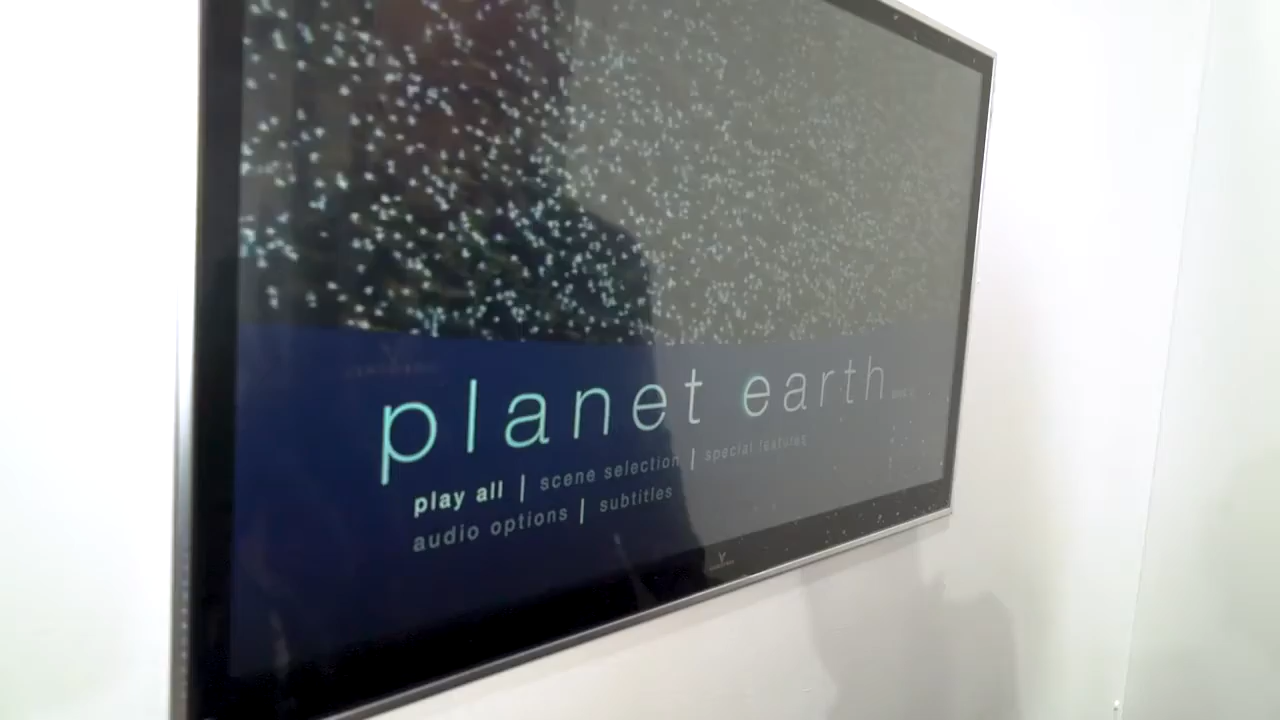 planet earth
play all | scene selection | special features
audio options | subtitles